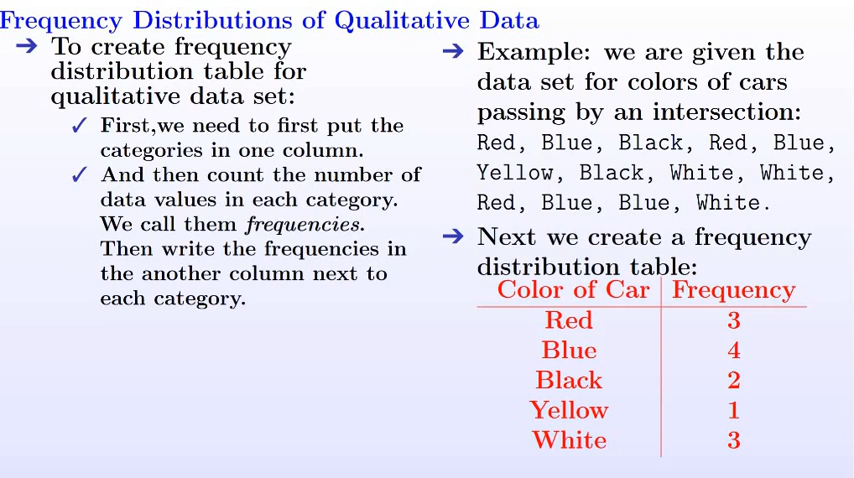 Frequency Distributions of Qualitative Data
➔ To create frequency
distribution table for
qualitative data set:
✓ First,we need to first put the
categories in one column.
✓ And then count the number of
data values in each category.
We call them frequencies.
Then write the frequencies in
the another column next to
each category.
➔ Example: we are given the
data set for colors of cars
passing by an intersection:
Red, Blue, Black, Red, Blue,
Yellow, Black, White, White,
Red, Blue, Blue, White.
➔ Next we create a frequency
distribution table:
Color of Car Frequency
Red 3
Blue 4
Black 2
Yellow 1
White 3